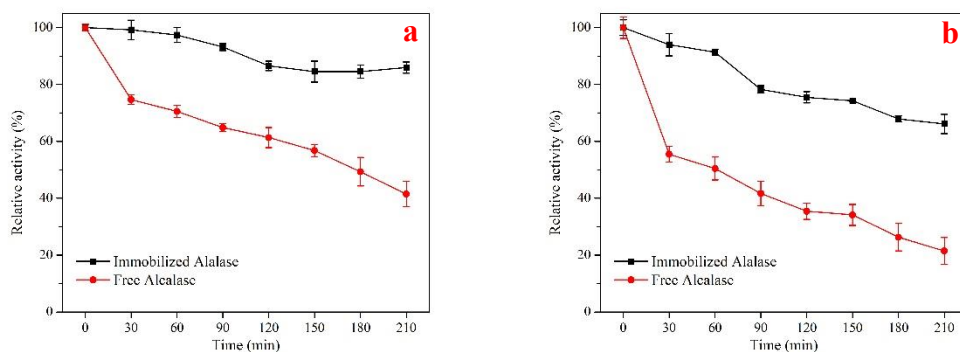 a
100
80
60
40
20
0
Relative activity (%)
Immobilized Alalase
Free Alcalase
0 30 60 90 120 150 180 210
Time (min)
b
100
80
60
40
20
0
Relative activity (%)
Immobilized Alalase
Free Alcalase
0 30 60 90 120 150 180 210
Time (min)